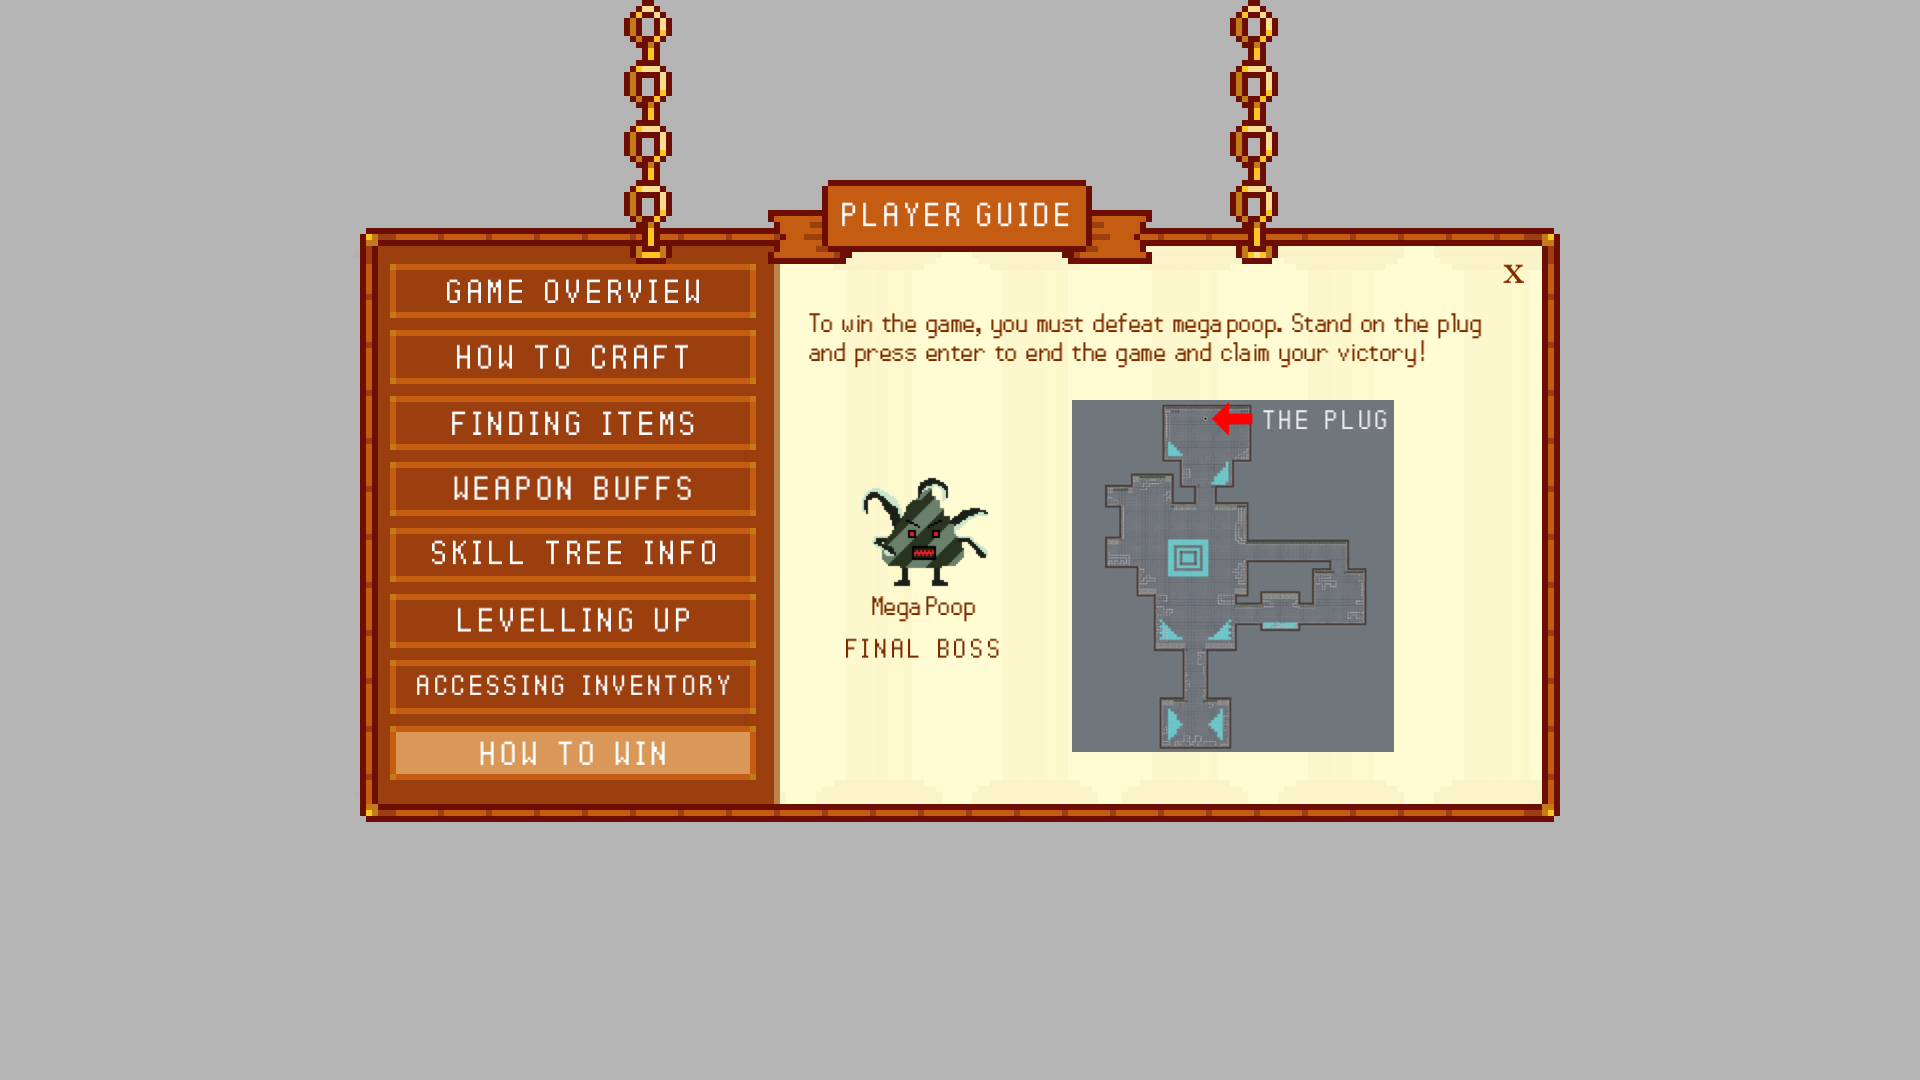 PLAYER GUIDE
GAME OVERVIEW
HOW TO CRAFT
FINDING ITEMS
WEAPON BUFFS
SKILL TREE INFO
LEVELLING UP
ACCESSING INVENTORY
HOW TO WIN
X
To win the game, you must defeat mega poop. Stand on the plug
and press enter to end the game and claim your victory!
THE PLUG
Mega Poop
FINAL BOSS